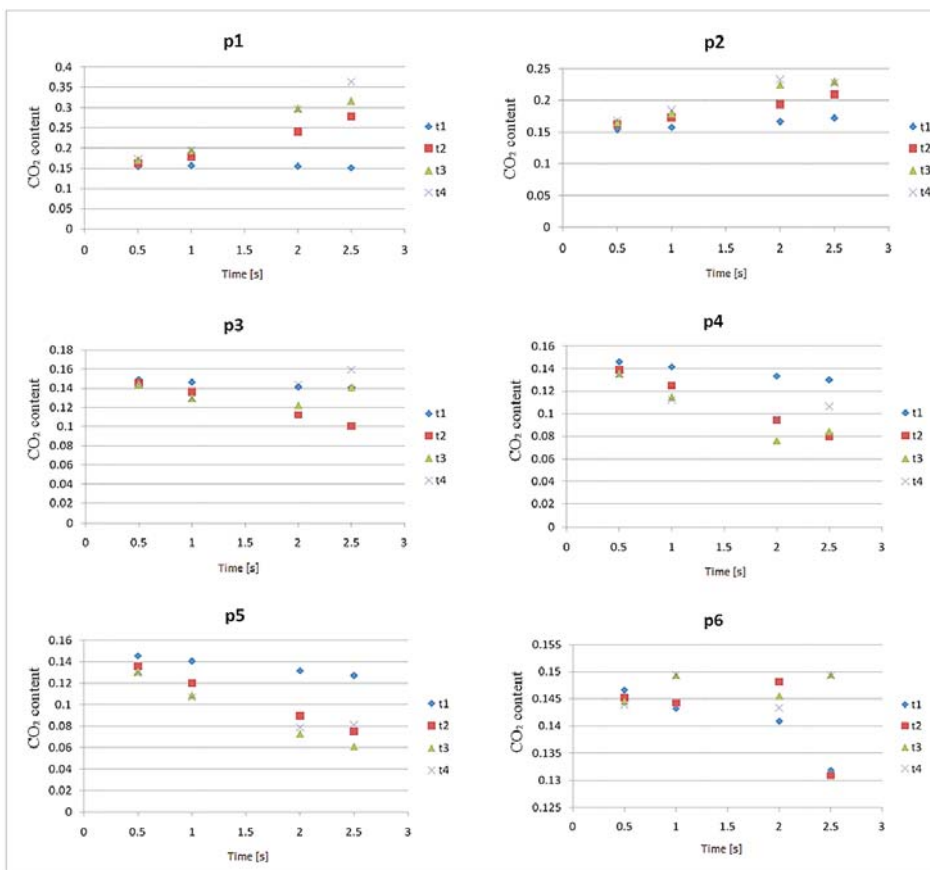 p1
0.4
0.35
0.3
0.25
0.2
0.15
0.1
0.05
0
CO₂ content
0 0.5 1 1.5 2 2.5 3
Time [s]
t1
t2
t3
t4
p2
0.25
0.2
0.15
0.1
0.05
0
CO₂ content
0 0.5 1 1.5 2 2.5 3
Time [s]
t1
t2
t3
t4
p3
0.18
0.16
0.14
0.12
0.1
0.08
0.06
0.04
0.02
0
CO₂ content
0 0.5 1 1.5 2 2.5 3
Time [s]
t1
t2
t3
t4
p4
0.16
0.14
0.12
0.1
0.08
0.06
0.04
0.02
0
CO₂ content
0 0.5 1 1.5 2 2.5 3
Time [s]
t1
t2
t3
t4
p5
0.16
0.14
0.12
0.1
0.08
0.06
0.04
0.02
0
CO₂ content
0 0.5 1 1.5 2 2.5 3
Time [s]
t1
t2
t3
t4
p6
0.155
0.15
0.145
0.14
0.135
0.13
0.125
CO₂ content
0 0.5 1 1.5 2 2.5 3
Time [s]
t1
t2
t3
t4